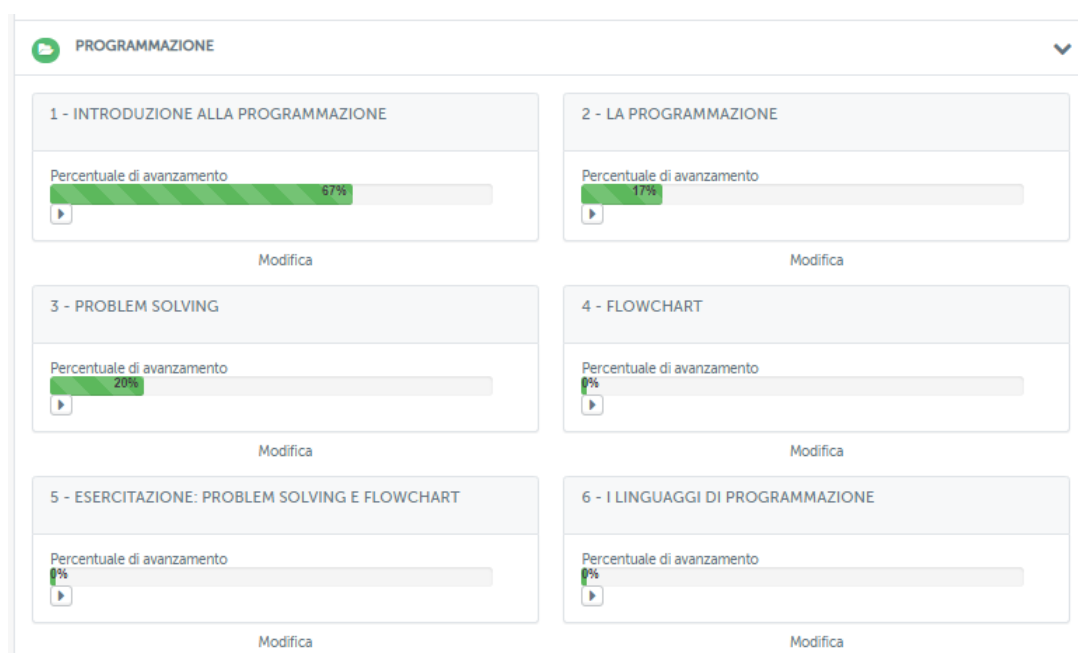 PROGRAMMAZIONE
1 - INTRODUZIONE ALLA PROGRAMMAZIONE
Percentuale di avanzamento
67%
Modifica
2 - LA PROGRAMMAZIONE
Percentuale di avanzamento
17%
Modifica
3 - PROBLEM SOLVING
Percentuale di avanzamento
20%
Modifica
4 - FLOWCHART
Percentuale di avanzamento
0%
Modifica
5 - ESERCITAZIONE: PROBLEM SOLVING E FLOWCHART
Percentuale di avanzamento
0%
Modifica
6 - I LINGUAGGI DI PROGRAMMAZIONE
Percentuale di avanzamento
0%
Modifica